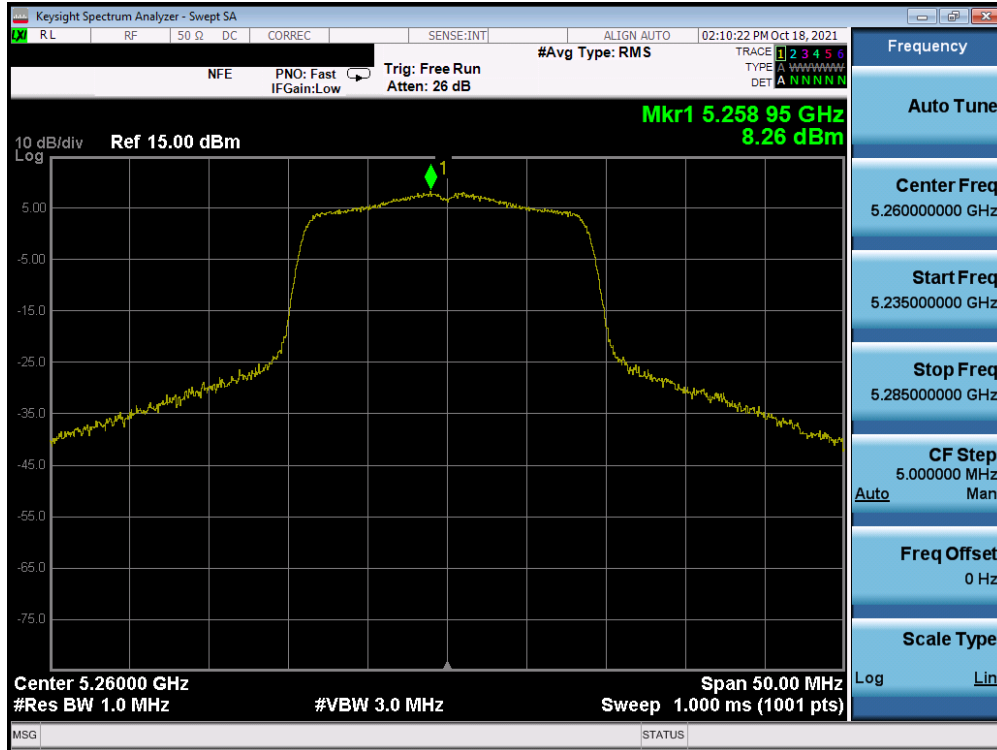 Keysight Spectrum Analyzer - Swept SA
LXI RL RF 50 Ω DC CORREC SENSE:INT ALIGN AUTO 02:10:22 PM Oct 18, 2021
NFE PNO: Fast Trig: Free Run #Avg Type: RMS TRACE 1 2 3 4 5 6
IFGain:Low Atten: 26 dB TYPE A WWWWW
DET A N N N N N
Mkr1 5.258 95 GHz
8.26 dBm
10 dB/div Ref 15.00 dBm
Log
1
5.00
-5.00
-15.0
-25.0
-35.0
-45.0
-55.0
-65.0
-75.0
Center 5.26000 GHz Span 50.00 MHz
#Res BW 1.0 MHz #VBW 3.0 MHz Sweep 1.000 ms (1001 pts)
MSG STATUS
Frequency
Auto Tune
Center Freq
5.260000000 GHz
Start Freq
5.235000000 GHz
Stop Freq
5.285000000 GHz
CF Step
5.000000 MHz
Auto Man
Freq Offset
0 Hz
Scale Type
Log Lin